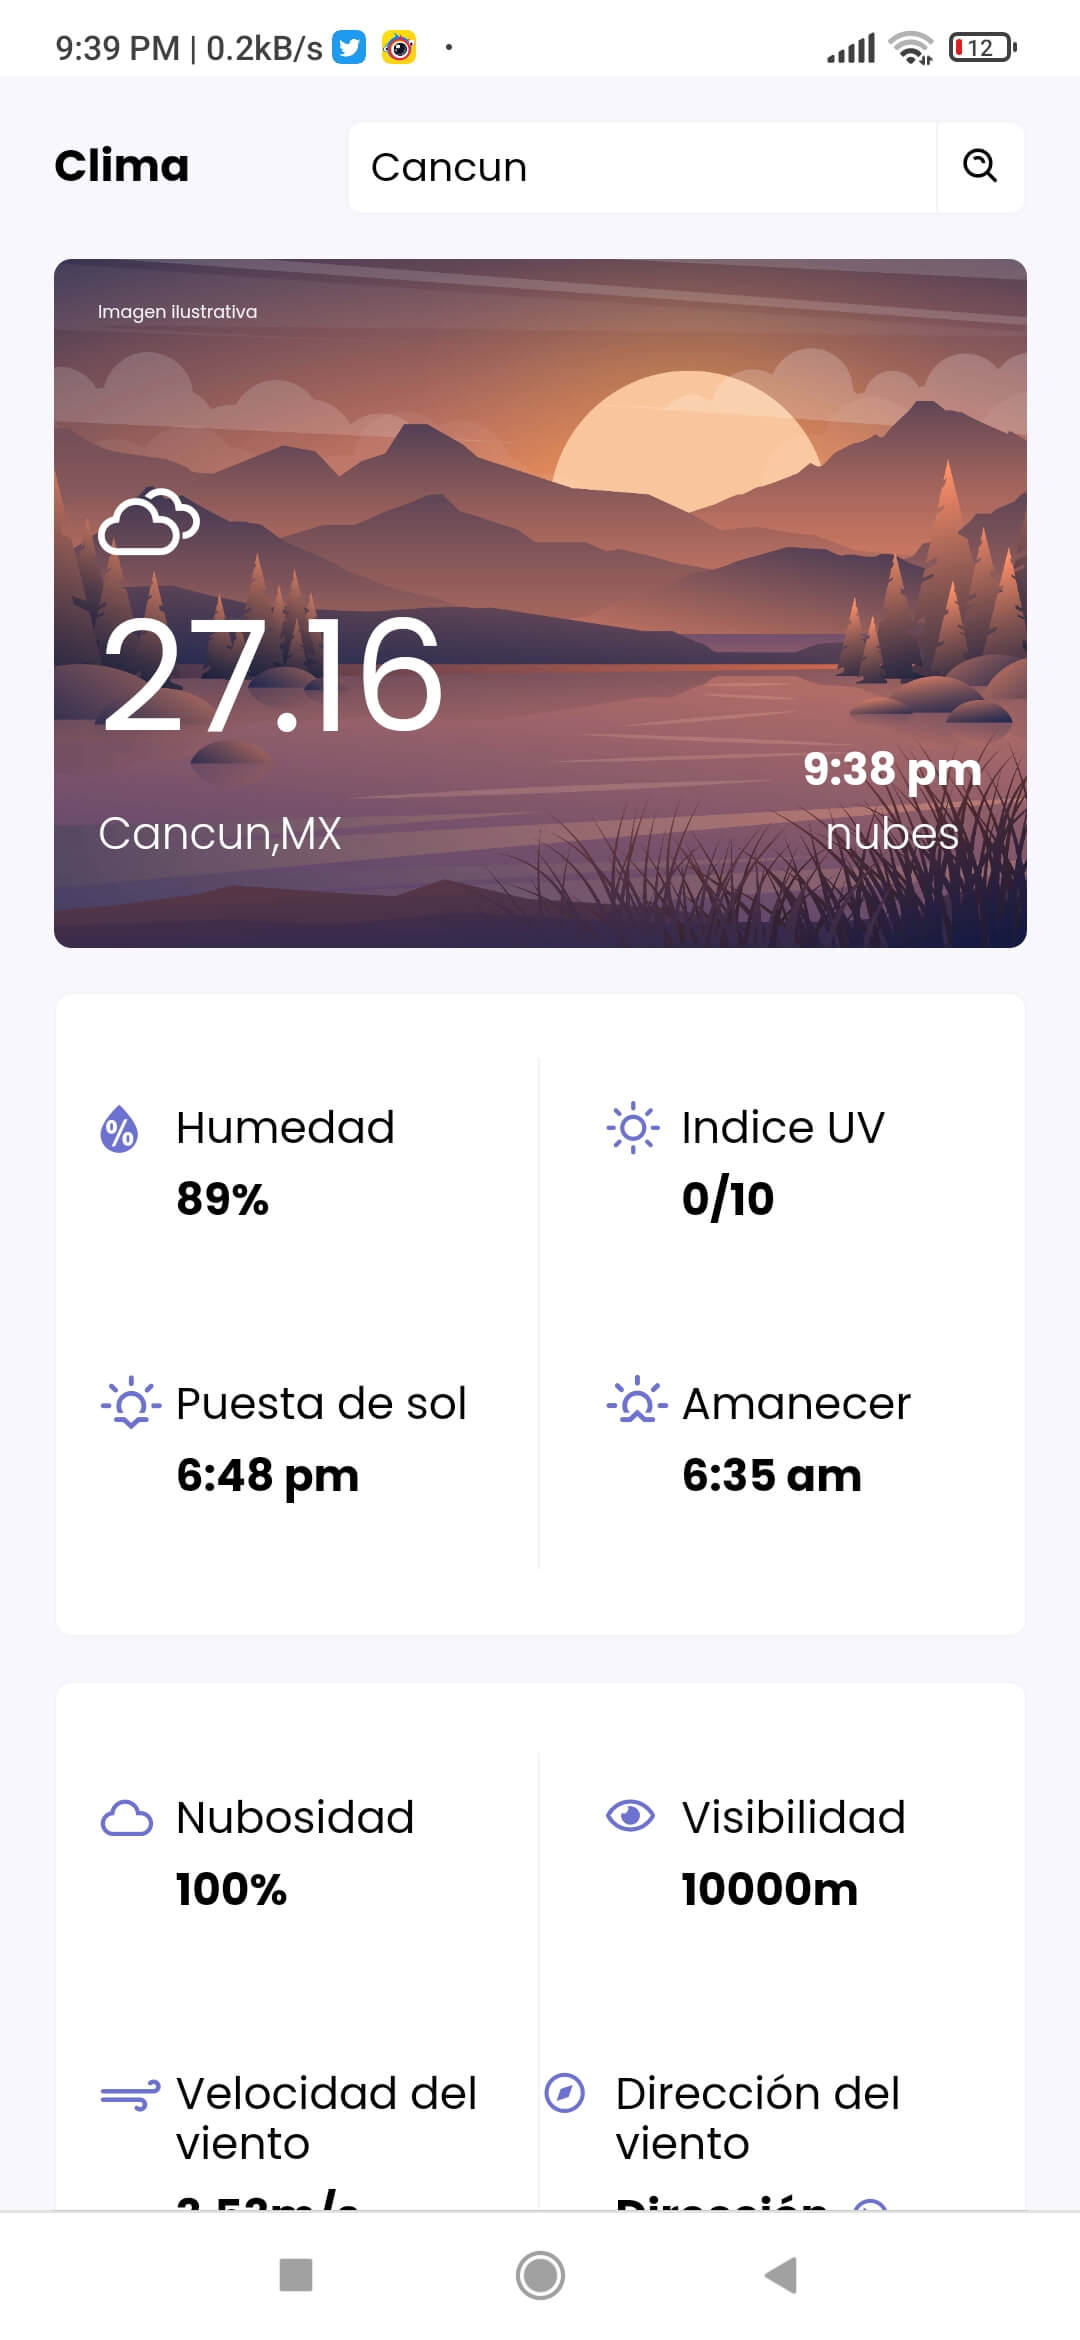 9:39 PM | 0.2kB/s
12
Clima
Cancun
Imagen ilustrativa
27.16
9:38 pm
Cancun,MX
nubes
Humedad
89%
Indice UV
0/10
Puesta de sol
6:48 pm
Amanecer
6:35 am
Nubosidad
100%
Visibilidad
10000m
Velocidad del
viento
Dirección del
viento
Dirección